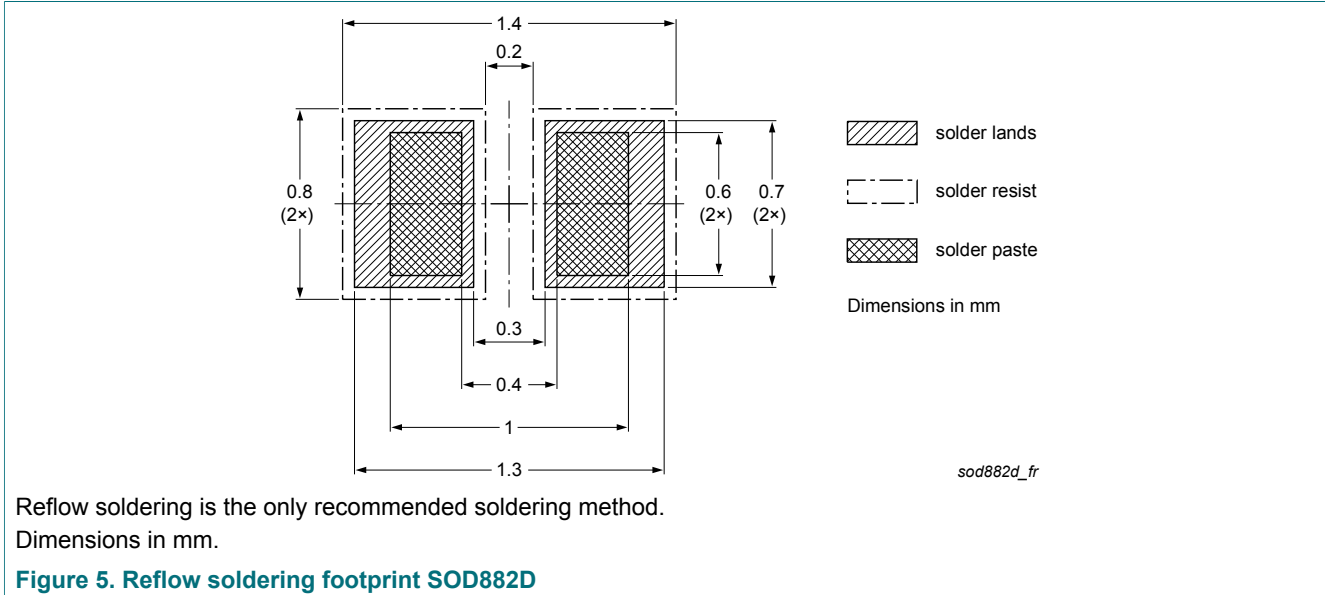 1.4
0.2
solder lands
0.8
(2×)
0.6
(2×)
0.7
(2×)
solder resist
solder paste
Dimensions in mm
0.3
0.4
1
1.3
sod882d_fr
Reflow soldering is the only recommended soldering method.
Dimensions in mm.
Figure 5. Reflow soldering footprint SOD882D